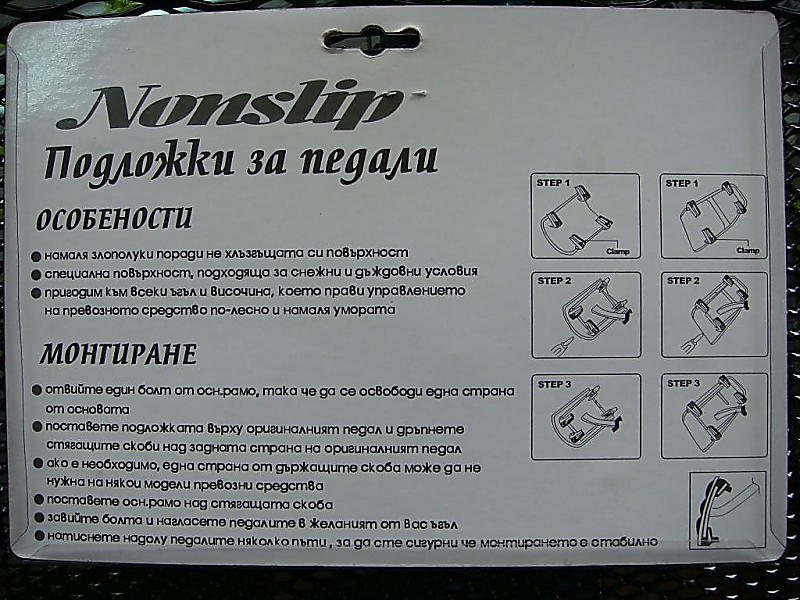 Nonslip
Подложки за педали
ОСОБЕНОСТИ
намаля злополуки поради не хлъзгъщата си повърхност
специална повърхност, подходяща за снежни и дъждовни условия
пригодим към всеки ъгъл и височина, което прави управлението
на превозното средство по-лесно и намаля умората
МОНТИРАНЕ
отвийте един болт от осн.рамо, така че да се освободи една страна
от основата
поставете подложката върху оригиналният педал и дръпнете
стягащите скоби над задната страна на оригиналният педал
ако е необходимо, една страна от държащите скоба може да не
нужна на някои модели превозни средства
поставете осн.рамо над стягащата скоба
завийте болта и нагласете педалите в желаният от Вас ъгъл
натиснете надолу педалите няколко пъти , за да сте сигурни че монтирането е стабилно
STEP 1
Clamp
STEP 1
Clamp
STEP 2
STEP 2
STEP 3
STEP 3